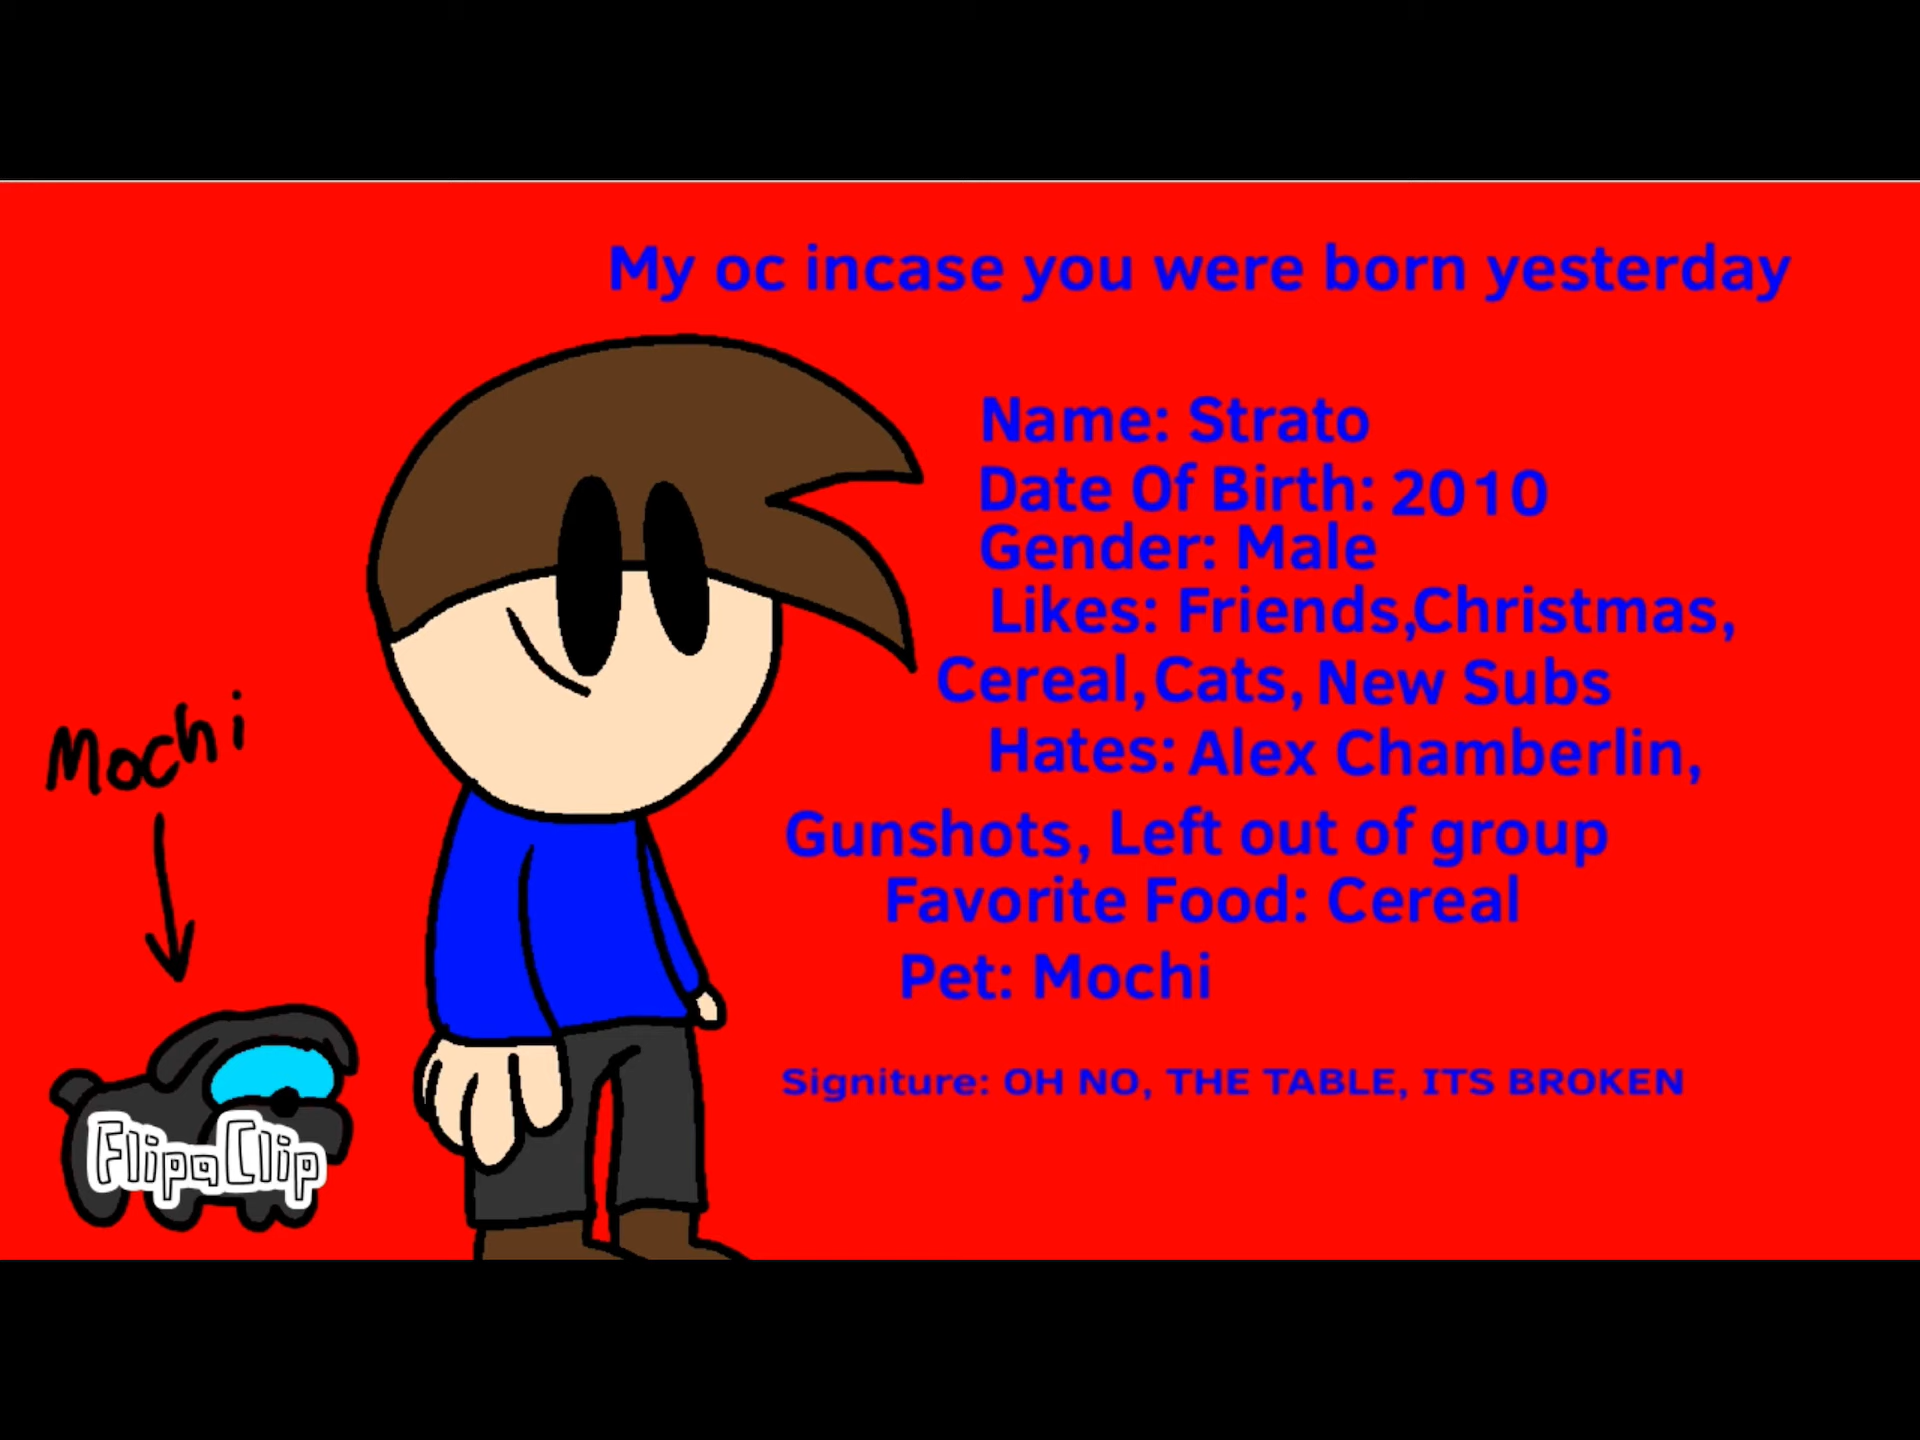 My oc incase you were born yesterday
Name: Strato
Date Of Birth: 2010
Gender: Male
Likes: Friends,Christmas,
Cereal,Cats, New Subs
Hates: Alex Chamberlin,
Gunshots, Left out of group
Favorite Food: Cereal
Pet: Mochi
Signiture: OH NO, THE TABLE, ITS BROKEN
Mochi
FlipaClip